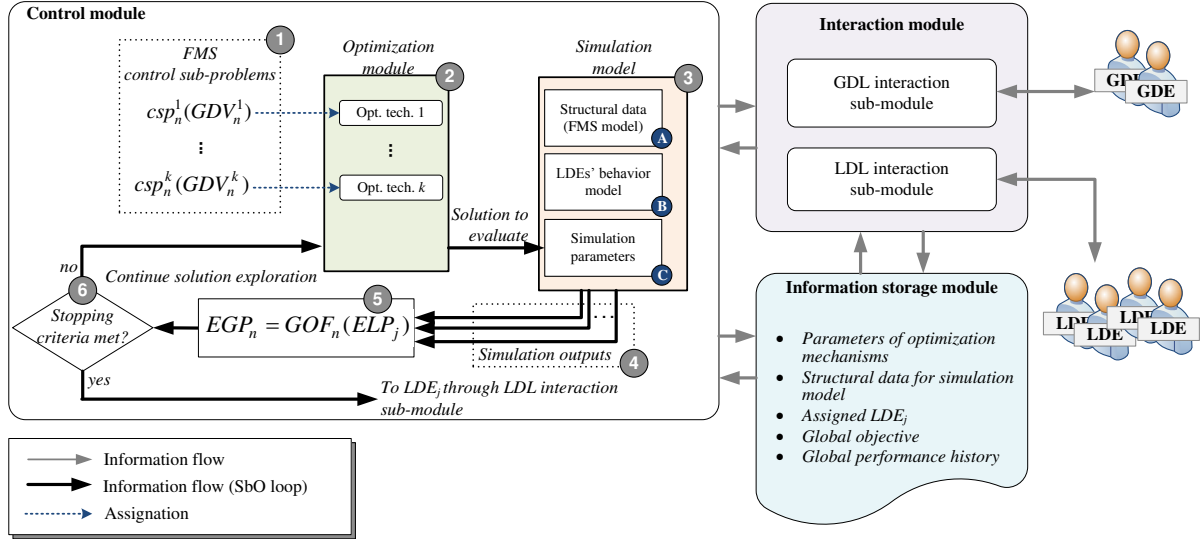 Control module
1
FMS
control sub-problems
csp_n^1(GDV_n^1)
⋮
csp_n^k(GDV_n^k)
Optimization
module
2
Opt. tech. 1
⋮
Opt. tech. k
Simulation
model
3
Structural data
(FMS model)
A
LDEs' behavior
model
B
Simulation
parameters
C
Solution to
evaluate
no
Continue solution exploration
6
Stopping
criteria met?
yes
5
EGP_n = GOF_n(ELP_j)
...
Simulation outputs
4
To LDE_j through LDL interaction
sub-module
Interaction module
GDL interaction
sub-module
LDL interaction
sub-module
GDE
GDE
Information storage module
• Parameters of optimization
mechanisms
• Structural data for simulation
model
• Assigned LDE_j
• Global objective
• Global performance history
LDE
LDE
LDE
LDE
Information flow
Information flow (SbO loop)
Assignation